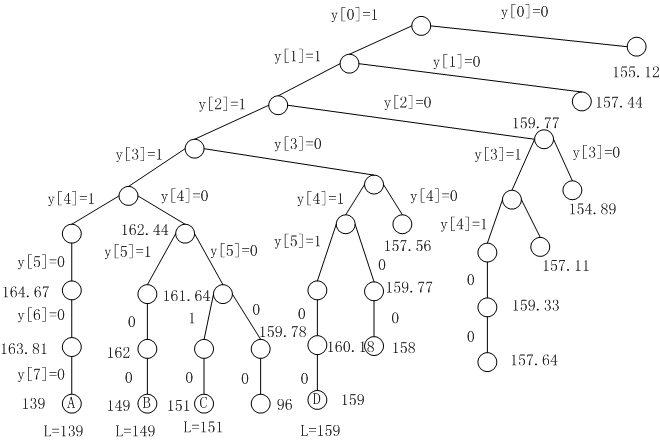 y[0]=1 y[0]=0
y[1]=1 y[1]=0 155.12
y[2]=1 y[2]=0 157.44
159.77
y[3]=1 y[3]=0 y[3]=1 y[3]=0
y[4]=1 y[4]=0 y[4]=1 y[4]=0 154.89
162.44 y[4]=1
y[5]=1 y[5]=0 y[5]=1 157.56
y[5]=0 0 157.11
164.67 161.64 159.77 0
y[6]=0 0 1 0 0 0 159.33
159.78
163.81 162 160.18 158 0
y[7]=0 0 0 0 0 157.64
139 A 149 B 151 C 96 D 159
L=139 L=149 L=151 L=159